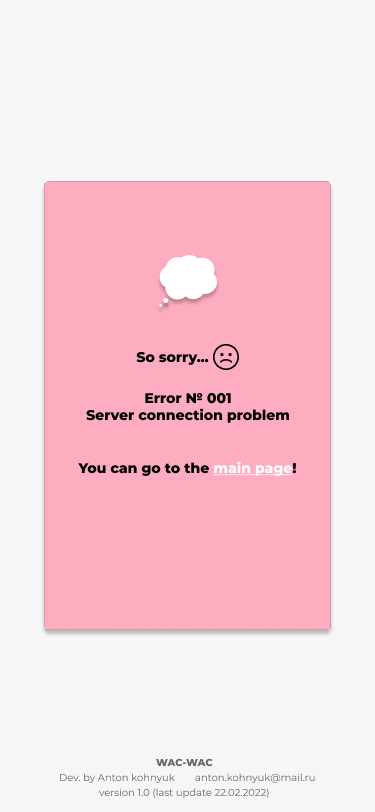 So sorry...
Error № 001
Server connection problem
You can go to the main page!
WAC-WAC
Dev. by Anton kohnyuk anton.kohnyuk@mail.ru
version 1.0 (last update 22.02.2022)